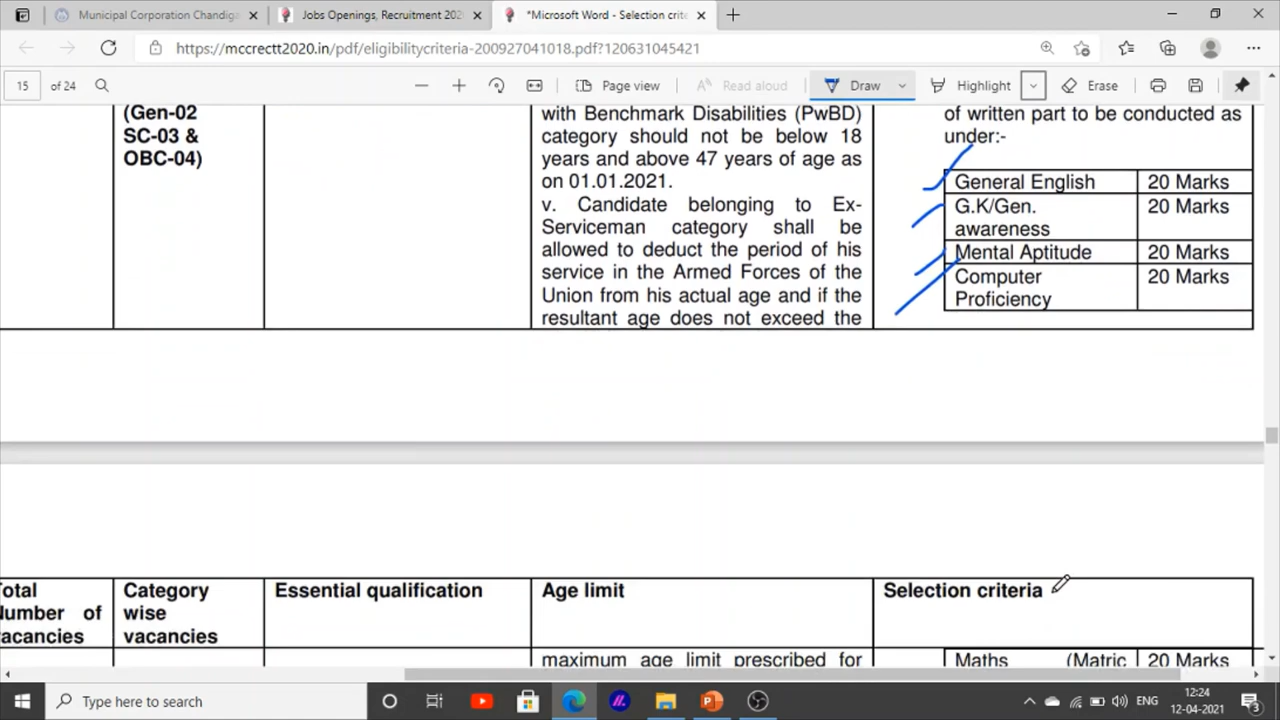 Municipal Corporation Chandiga
Jobs Openings, Recruitment 202
*Microsoft Word - Selection crite
https://mccrectt2020.in/pdf/eligibilitycriteria-200927041018.pdf?120631045421
15 of 24
Page view
Read aloud
Draw
Highlight
Erase
(Gen-02
SC-03 &
OBC-04)
with Benchmark Disabilities (PwBD)
category should not be below 18
years and above 47 years of age as
on 01.01.2021.
v. Candidate belonging to Ex-
Serviceman category shall be
allowed to deduct the period of his
service in the Armed Forces of the
Union from his actual age and if the
resultant age does not exceed the
of written part to be conducted as
under:-
General English 20 Marks
G.K/Gen. 20 Marks
awareness
Mental Aptitude 20 Marks
Computer 20 Marks
Proficiency
Total
Number of
vacancies
Category
wise
vacancies
Essential qualification
Age limit
Selection criteria
maximum age limit prescribed for
Maths (Matric 20 Marks
Type here to search
ENG
12:24
12-04-2021
3